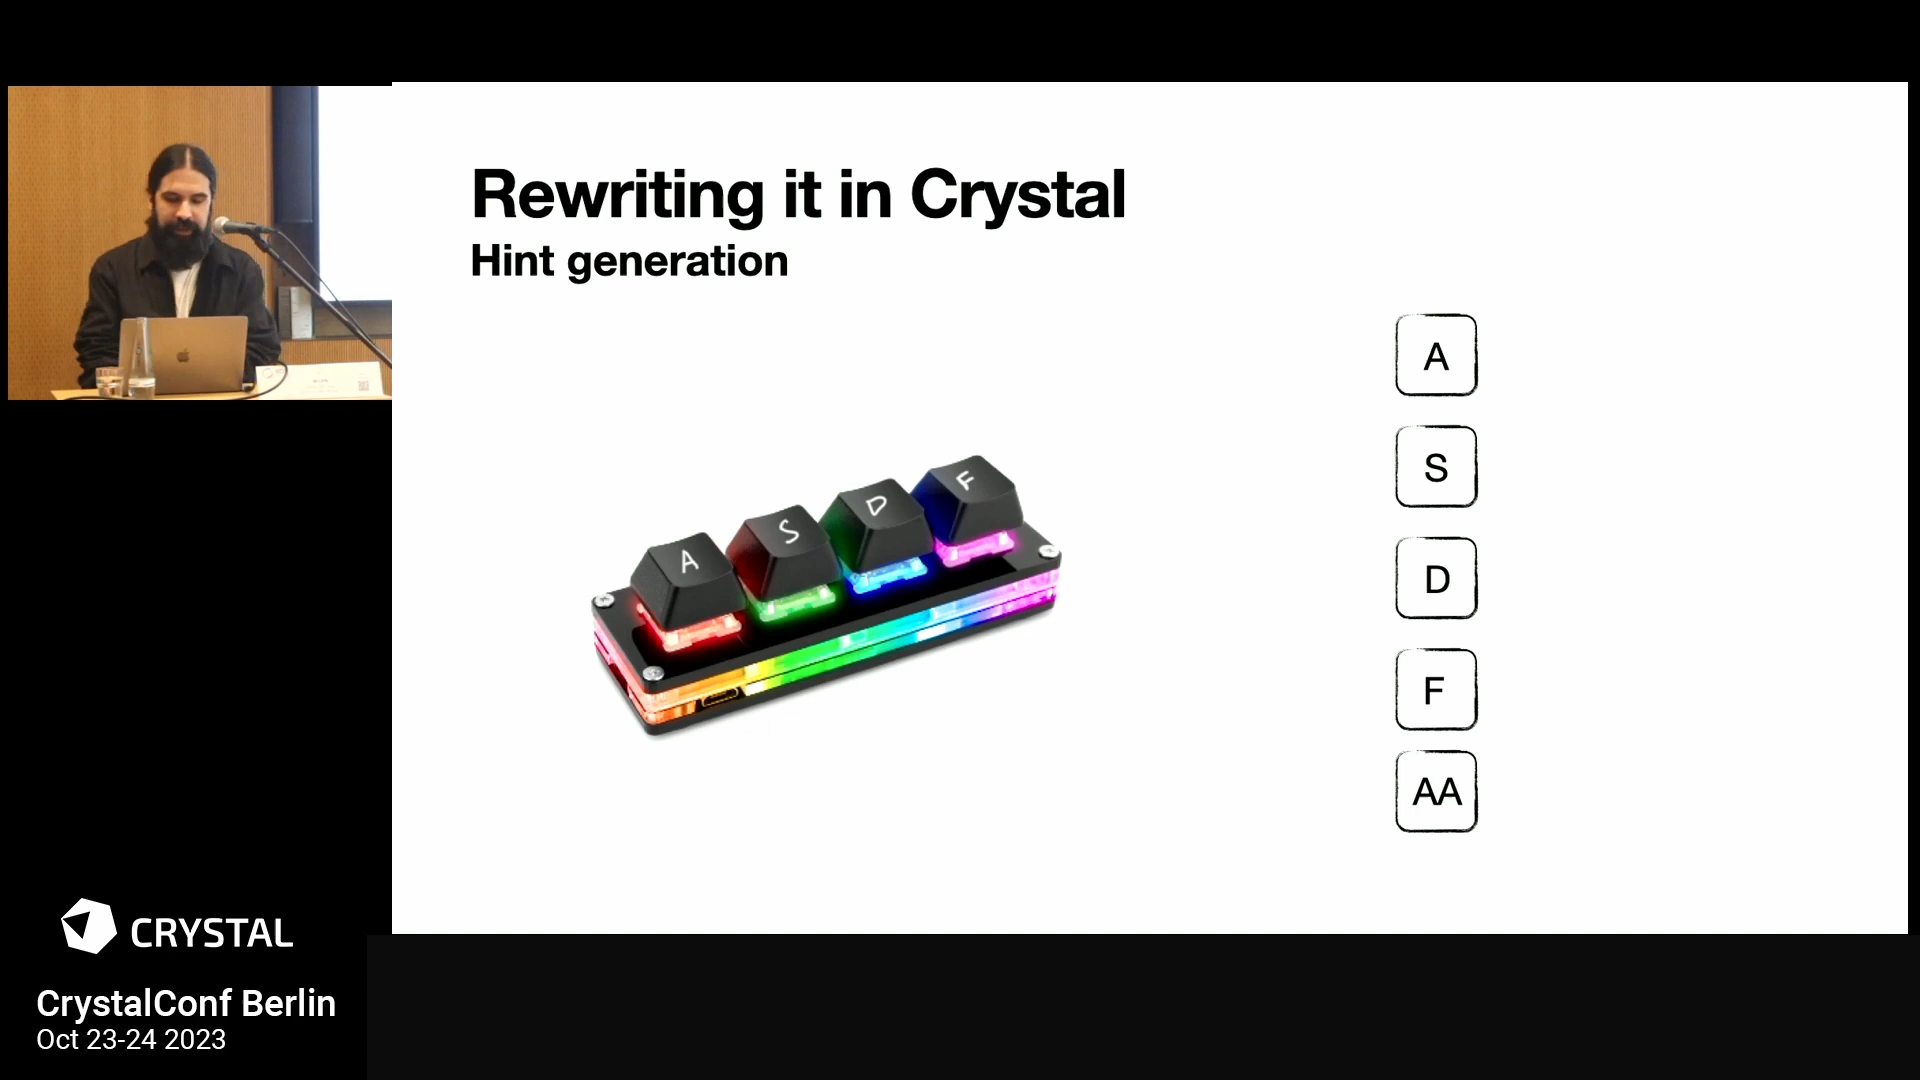 Rewriting it in Crystal
Hint generation
A
S
D
F
A
S
D
F
AA
CRYSTAL
CrystalConf Berlin
Oct 23-24 2023